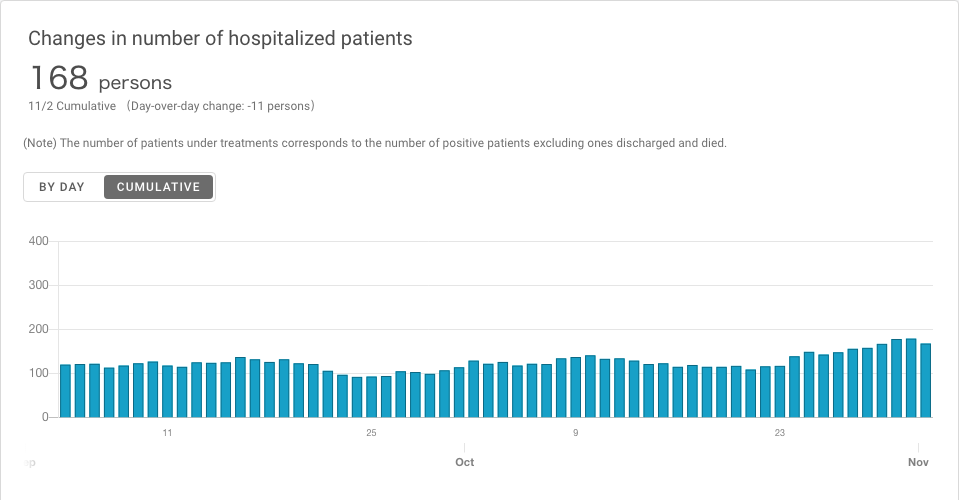 Changes in number of hospitalized patients
168 persons
11/2 Cumulative (Day-over-day change: -11 persons)
(Note) The number of patients under treatments corresponds to the number of positive patients excluding ones discharged and died.
BY DAY CUMULATIVE
400
300
200
100
0
11 25 9 23
p Oct Nov